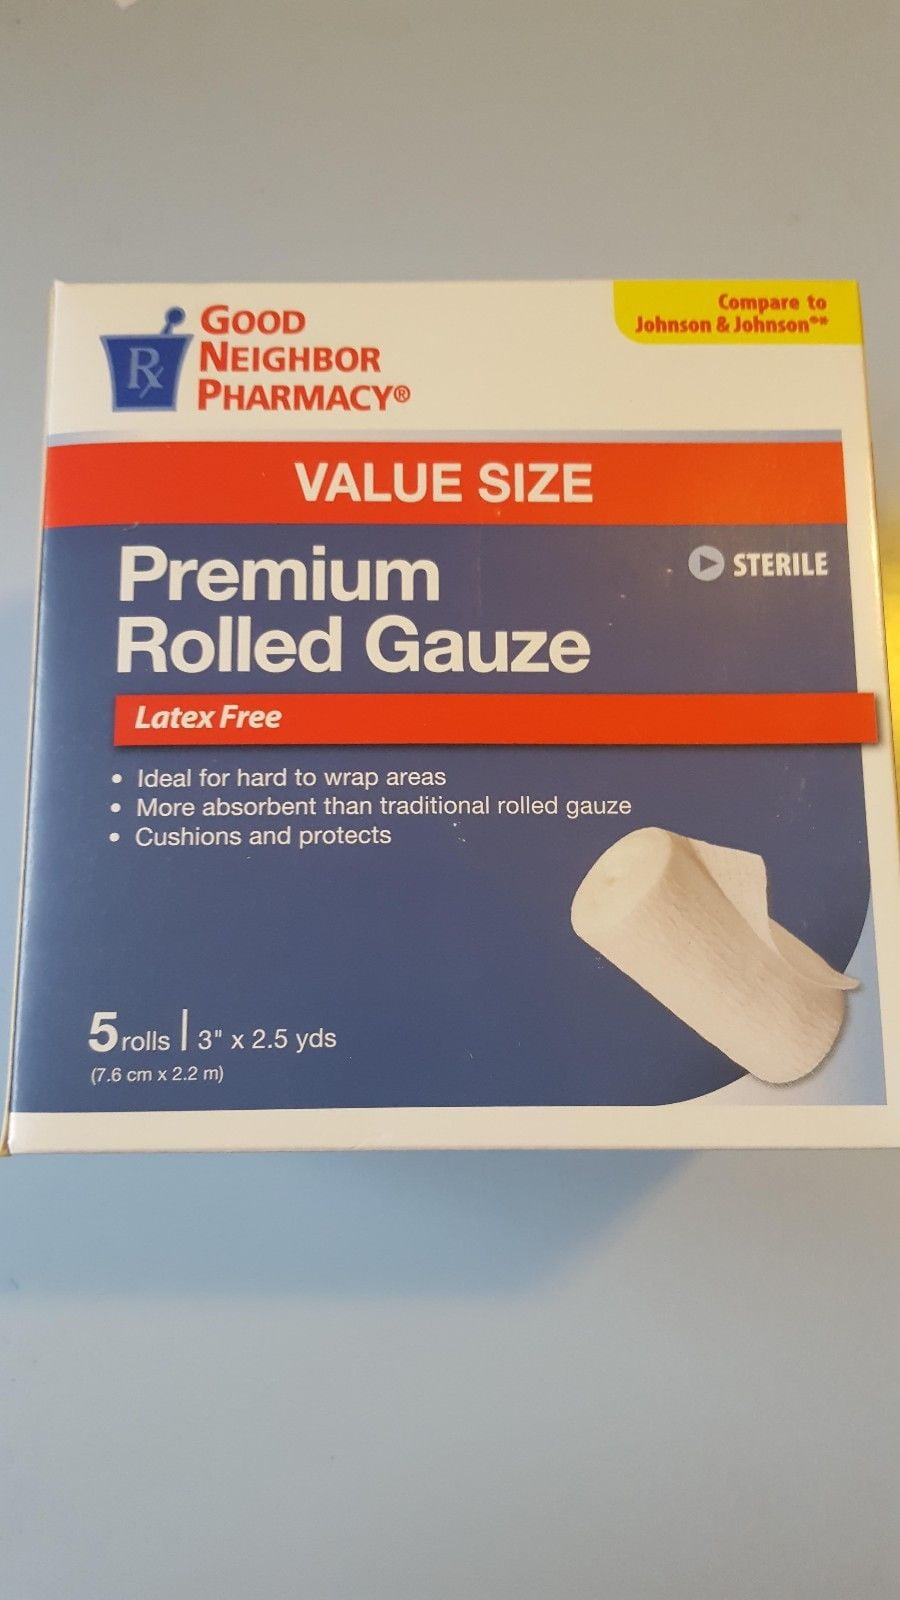 Rx
GOOD
NEIGHBOR
PHARMACY®
Compare to
Johnson & Johnson®*
VALUE SIZE
Premium
Rolled Gauze
STERILE
Latex Free
• Ideal for hard to wrap areas
• More absorbent than traditional rolled gauze
• Cushions and protects
5 rolls | 3" x 2.5 yds
(7.6 cm x 2.2 m)